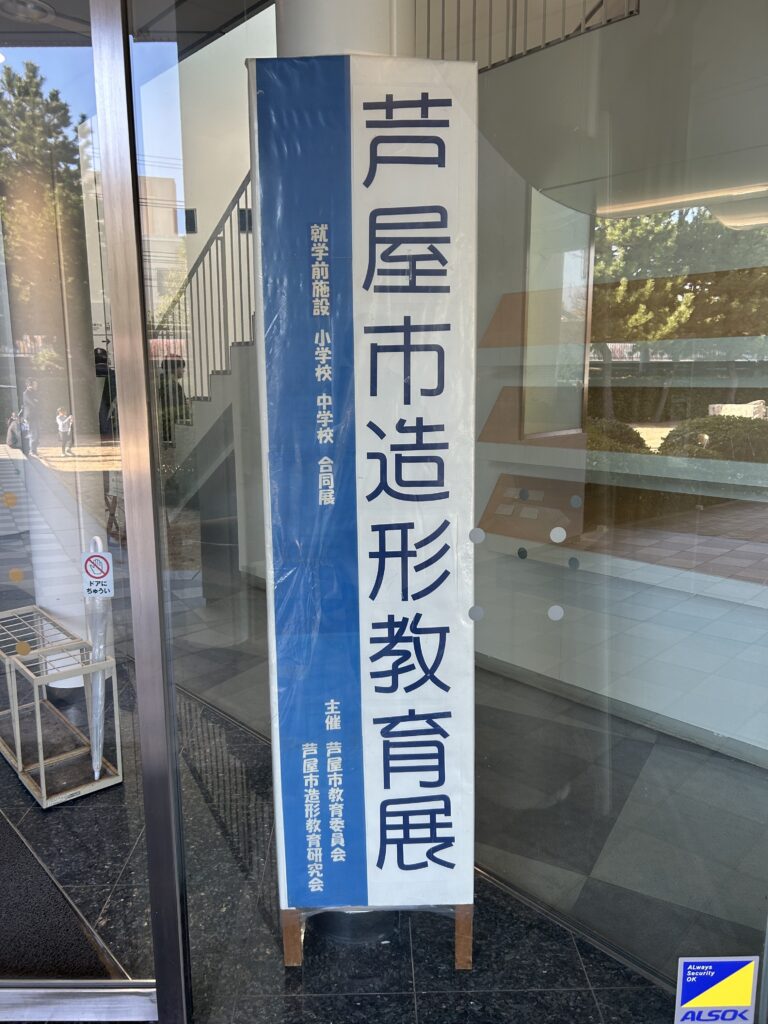 芦屋市造形教育展
就学前施設 小学校 中学校 合同展
主催 芦屋市教育委員会
芦屋市造形教育研究会
ドアに
ちゅうい
ALways
Security
OK
ALSOK